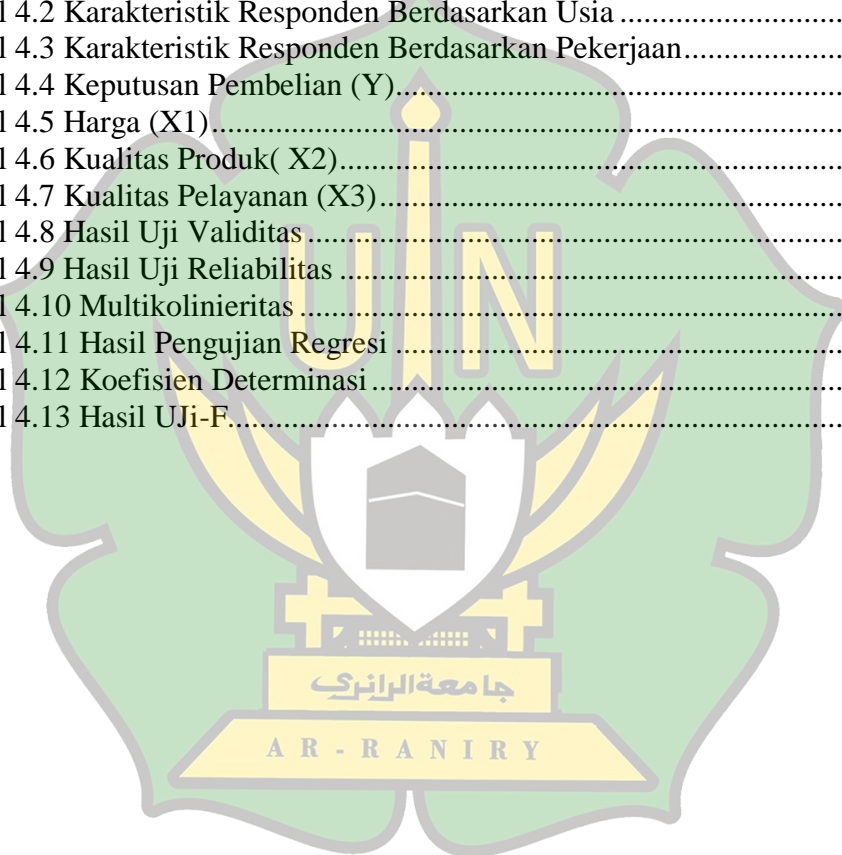 l 4.2 Karakteristik Responden Berdasarkan Usia ........................
l 4.3 Karakteristik Responden Berdasarkan Pekerjaan.................
l 4.4 Keputusan Pembelian (Y)....................................................
l 4.5 Harga (X1)............................................................................
l 4.6 Kualitas Produk( X2)............................................................
l 4.7 Kualitas Pelayanan (X3).......................................................
l 4.8 Hasil Uji Validitas ................................................................
l 4.9 Hasil Uji Reliabilitas ............................................................
l 4.10 Multikolinieritas .................................................................
l 4.11 Hasil Pengujian Regresi .....................................................
l 4.12 Koefisien Determinasi ........................................................
l 4.13 Hasil UJi-F..........................................................................
UIN
جامعةالرانري
AR-RANIRY